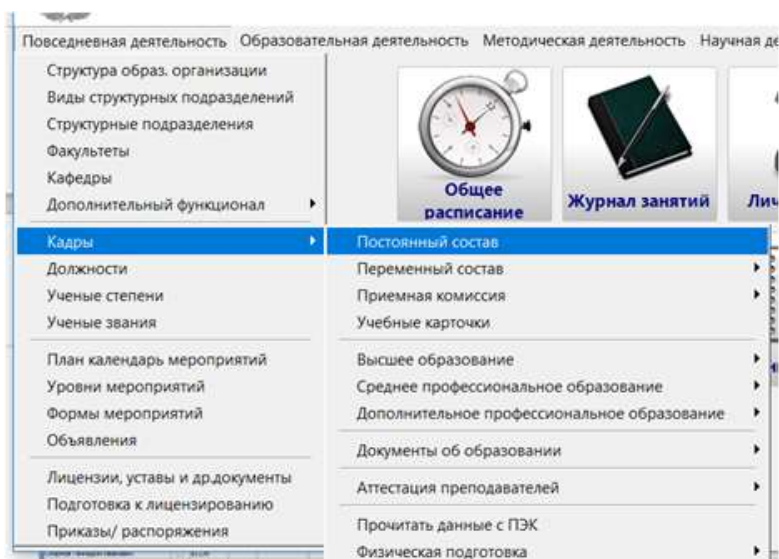 Повседневная деятельность Образовательная деятельность Методическая деятельность Научная де
Структура образ. организации
Виды структурных подразделений
Структурные подразделения
Факультеты
Кафедры
Дополнительный функционал
Общее
расписание
Журнал занятий
Лич
Кадры
Должности
Ученые степени
Ученые звания
План календарь мероприятий
Уровни мероприятий
Формы мероприятий
Объявления
Лицензии, уставы и др.документы
Подготовка к лицензированию
Приказы/ распоряжения
Постоянный состав
Переменный состав
Приемная комиссия
Учебные карточки
Высшее образование
Среднее профессиональное образование
Дополнительное профессиональное образование
Документы об образовании
Аттестация преподавателей
Прочитать данные с ПЭК
Физическая подготовка